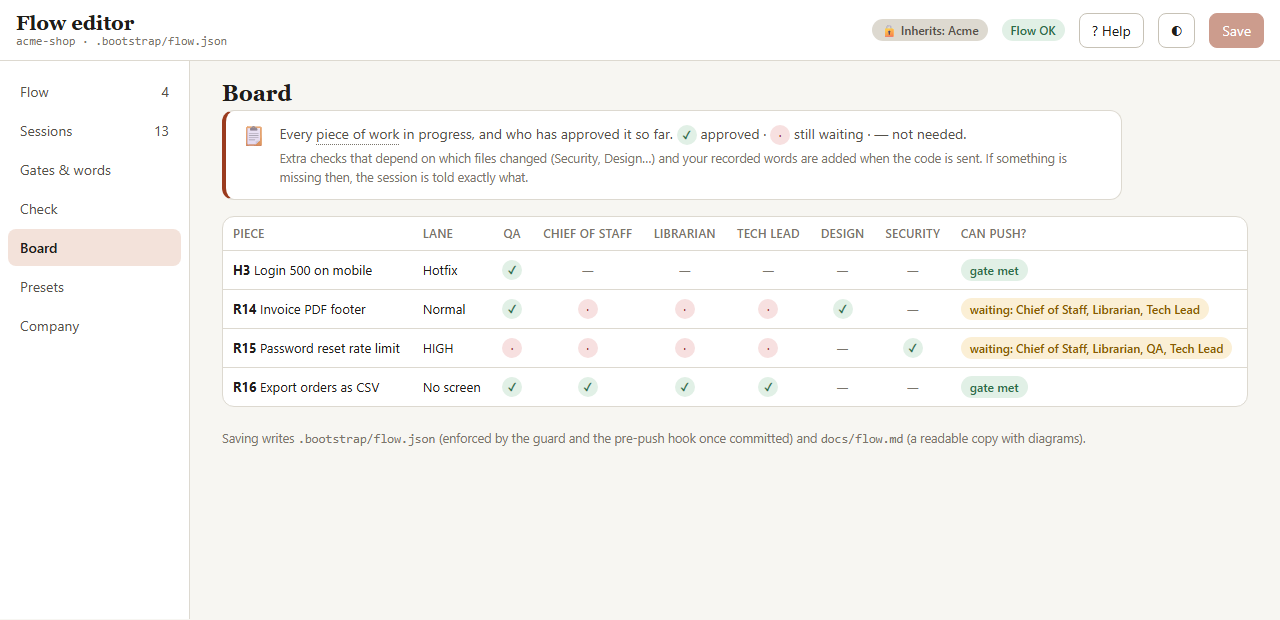 Flow editor
acme-shop · .bootstrap/flow.json
Inherits: Acme
Flow OK
? Help
Save
Flow 4
Sessions 13
Gates & words
Check
Board
Presets
Company
Board
Every piece of work in progress, and who has approved it so far. ✓ approved · · still waiting · — not needed.
Extra checks that depend on which files changed (Security, Design...) and your recorded words are added when the code is sent. If something is
missing then, the session is told exactly what.
PIECE LANE QA CHIEF OF STAFF LIBRARIAN TECH LEAD DESIGN SECURITY CAN PUSH?
H3 Login 500 on mobile Hotfix ✓ — — — — — gate met
R14 Invoice PDF footer Normal ✓ · · · ✓ — waiting: Chief of Staff, Librarian, Tech Lead
R15 Password reset rate limit HIGH · · · · — ✓ waiting: Chief of Staff, Librarian, QA, Tech Lead
R16 Export orders as CSV No screen ✓ ✓ ✓ ✓ — — gate met
Saving writes .bootstrap/flow.json (enforced by the guard and the pre-push hook once committed) and docs/flow.md (a readable copy with diagrams).